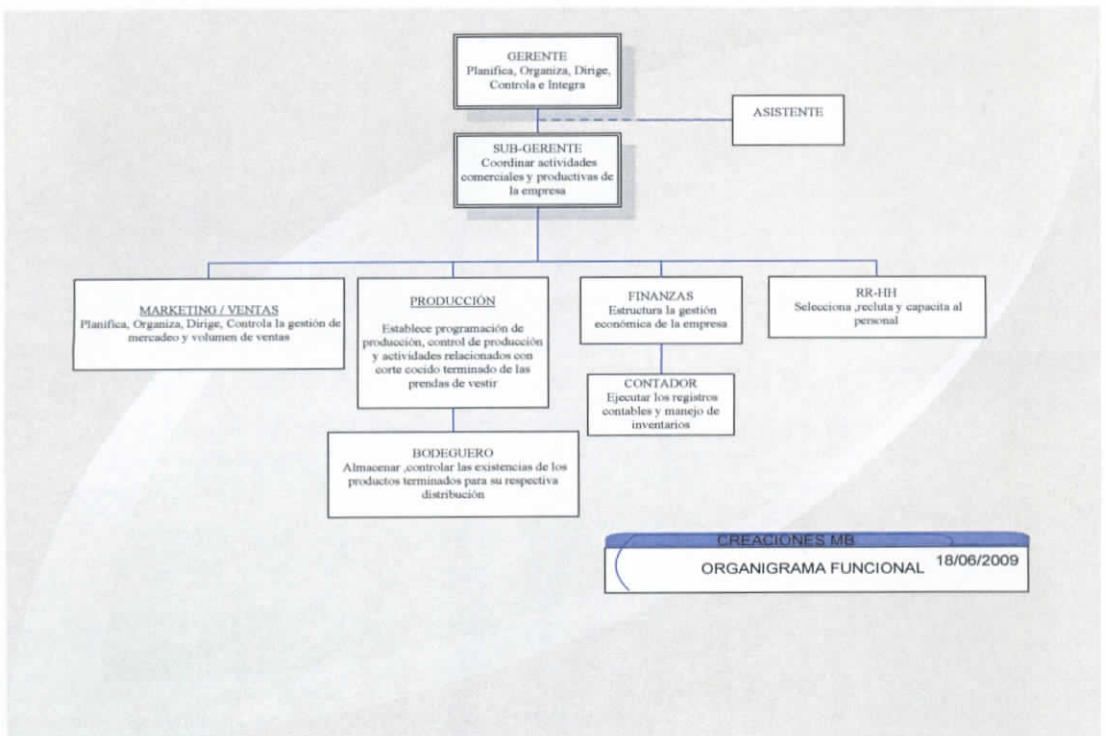 GERENTE
Planifica, Organiza, Dirige,
Controla e Integra
ASISTENTE
SUB-GERENTE
Coordinar actividades
comerciales y productivas de
la empresa
MARKETING / VENTAS
Planifica, Organiza, Dirige, Controla la gestión de
mercadeo y volumen de ventas
PRODUCCIÓN
Establece programación de
producción, control de producción
y actividades relacionados con
corte cocido terminado de las
prendas de vestir
FINANZAS
Estructura la gestión
económica de la empresa
RR-HH
Selecciona ,recluta y capacita al
personal
CONTADOR
Ejecutar los registros
contables y manejo de
inventarios
BODEGUERO
Almacenar ,controlar las existencias de los
productos terminados para su respectiva
distribución
CREACIONES MB
ORGANIGRAMA FUNCIONAL 18/06/2009